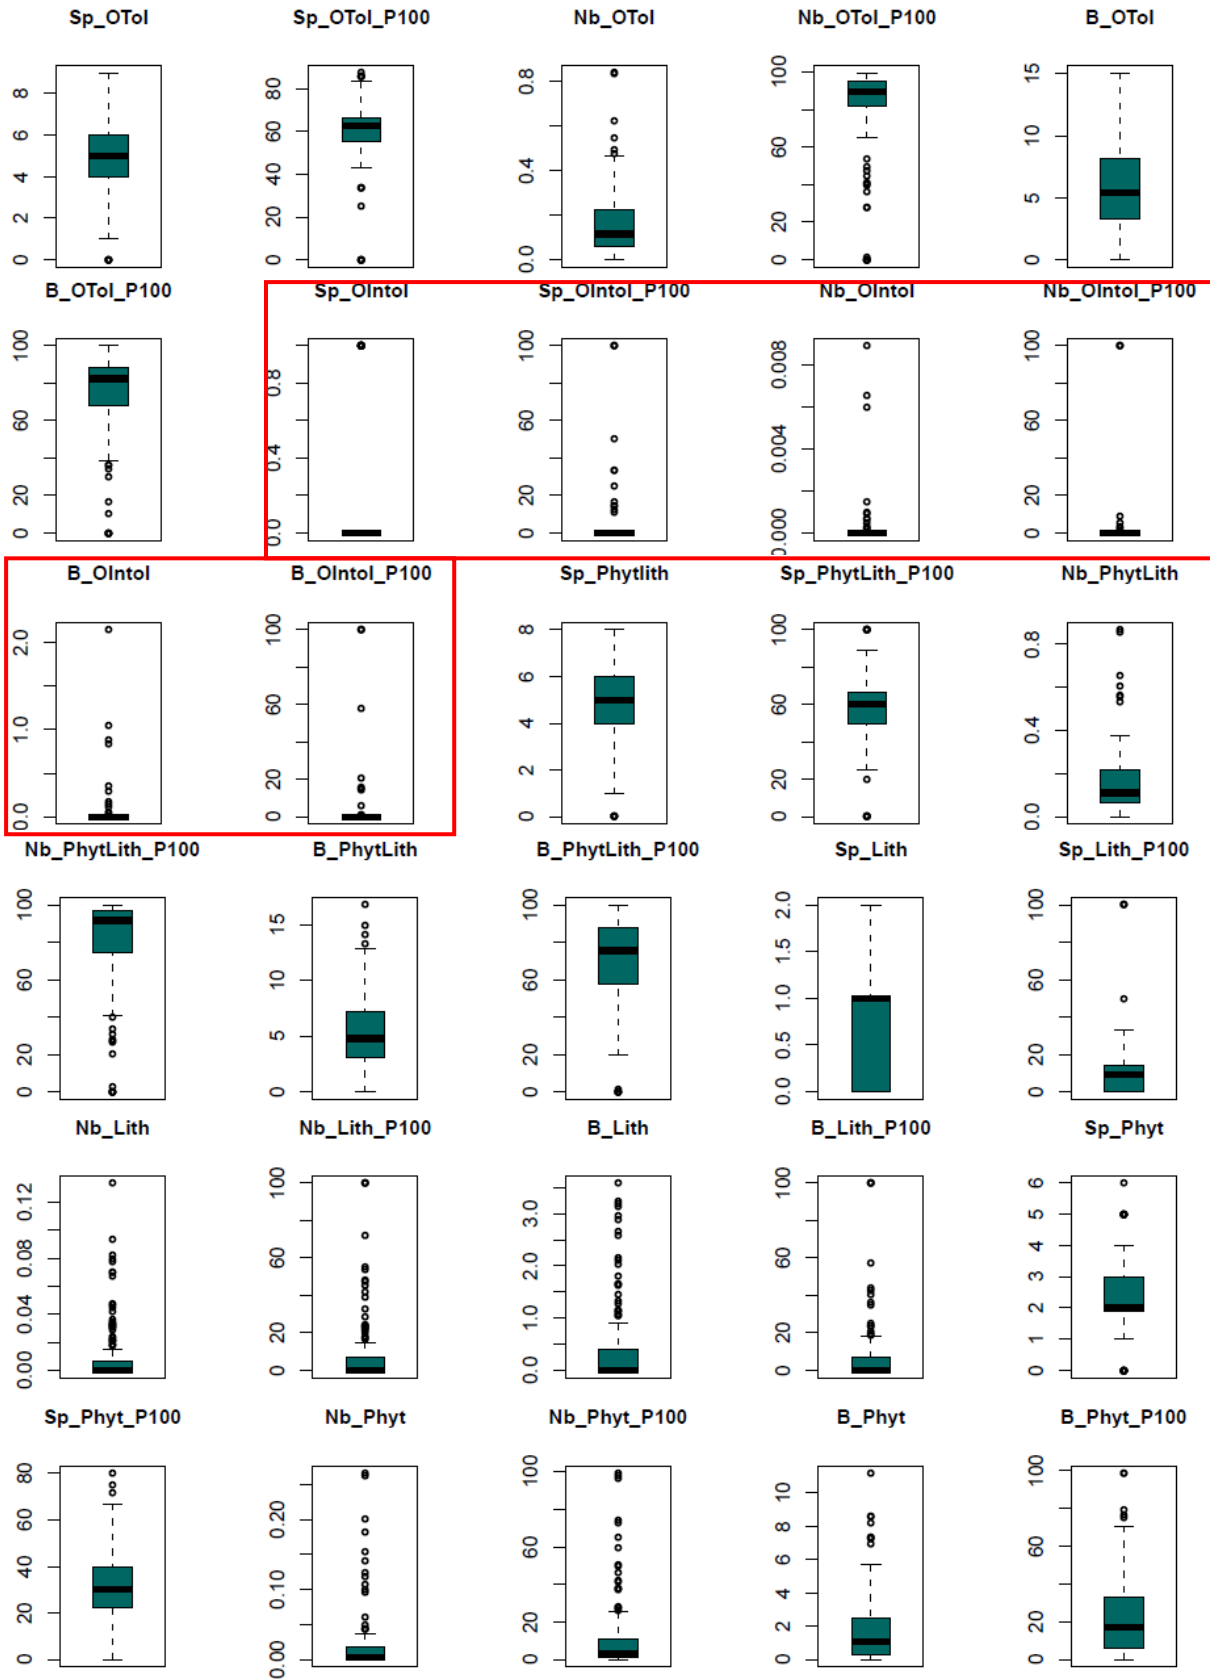 Sp_OTol Sp_OTol_P100 Nb_OTol Nb_OTol_P100 B_OTol
0 2 4 6 8
0 20 40 60 80
0.0 0.4 0.8
0 20 60 100
0 5 10 15
B_OTol_P100 Sp_OIntol Sp_OIntol_P100 Nb_OIntol Nb_OIntol_P100
0 20 60 100
0.0 0.4 0.8
0 20 60 100
0.000 0.004 0.008
0 20 60 100
B_OIntol B_OIntol_P100 Sp_Phytlith Sp_PhytLith_P100 Nb_PhytLith
0.0 1.0 2.0
0 20 60 100
0 2 4 6 8
0 20 60 100
0.0 0.4 0.8
Nb_PhytLith_P100 B_PhytLith B_PhytLith_P100 Sp_Lith Sp_Lith_P100
0 20 60 100
0 5 10 15
0 20 60 100
0.0 0.5 1.0 1.5 2.0
0 20 60 100
Nb_Lith Nb_Lith_P100 B_Lith B_Lith_P100 Sp_Phyt
0.00 0.04 0.08 0.12
0 20 60 100
0.0 1.0 2.0 3.0
0 20 60 100
0 1 2 3 4 5 6
Sp_Phyt_P100 Nb_Phyt Nb_Phyt_P100 B_Phyt B_Phyt_P100
0 20 40 60 80
0.00 0.10 0.20
0 20 60 100
0 2 4 6 8 10
0 20 60 100